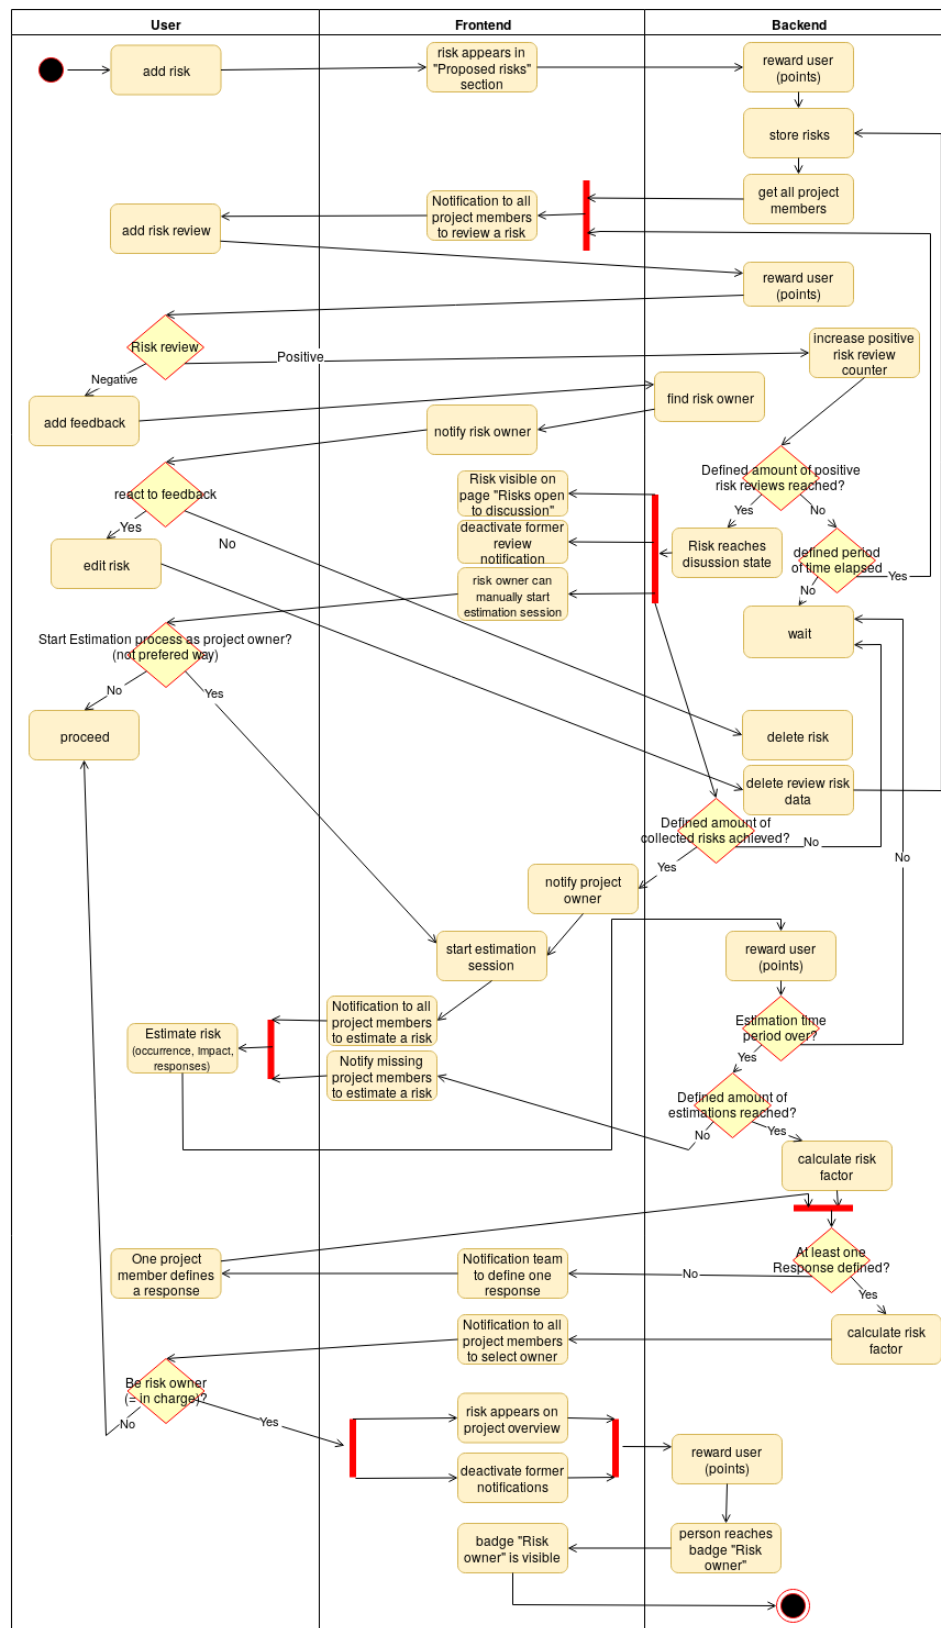 User
Frontend
Backend
add risk
risk appears in
"Proposed risks"
section
reward user
(points)
store risks
get all project
members
Notification to all
project members
to review a risk
add risk review
reward user
(points)
Risk review
Positive
Negative
increase positive
risk review
counter
add feedback
find risk owner
notify risk owner
react to feedback
Yes
No
Risk visible on
page "Risks open
to discussion"
Defined amount of positive
risk reviews reached?
Yes
No
deactivate former
review
notification
Risk reaches
disussion state
defined period
of time elapsed
Yes
No
edit risk
risk owner can
manually start
estimation session
wait
Start Estimation process as project owner?
(not prefered way)
No
Yes
proceed
delete risk
delete review risk
data
Defined amount of
collected risks achieved?
No
Yes
No
notify project
owner
start estimation
session
reward user
(points)
Notification to all
project members
to estimate a risk
Estimate risk
(occurrence, Impact,
responses)
Notify missing
project members
to estimate a risk
Estimation time
period over?
Yes
Defined amount of
estimations reached?
No
Yes
calculate risk
factor
One project
member defines
a response
Notification team
to define one
response
No
At least one
Response defined?
Yes
Notification to all
project members
to select owner
calculate risk
factor
Be risk owner
(= in charge)?
No
Yes
risk appears on
project overview
deactivate former
notifications
reward user
(points)
badge "Risk
owner" is visible
person reaches
badge "Risk
owner"